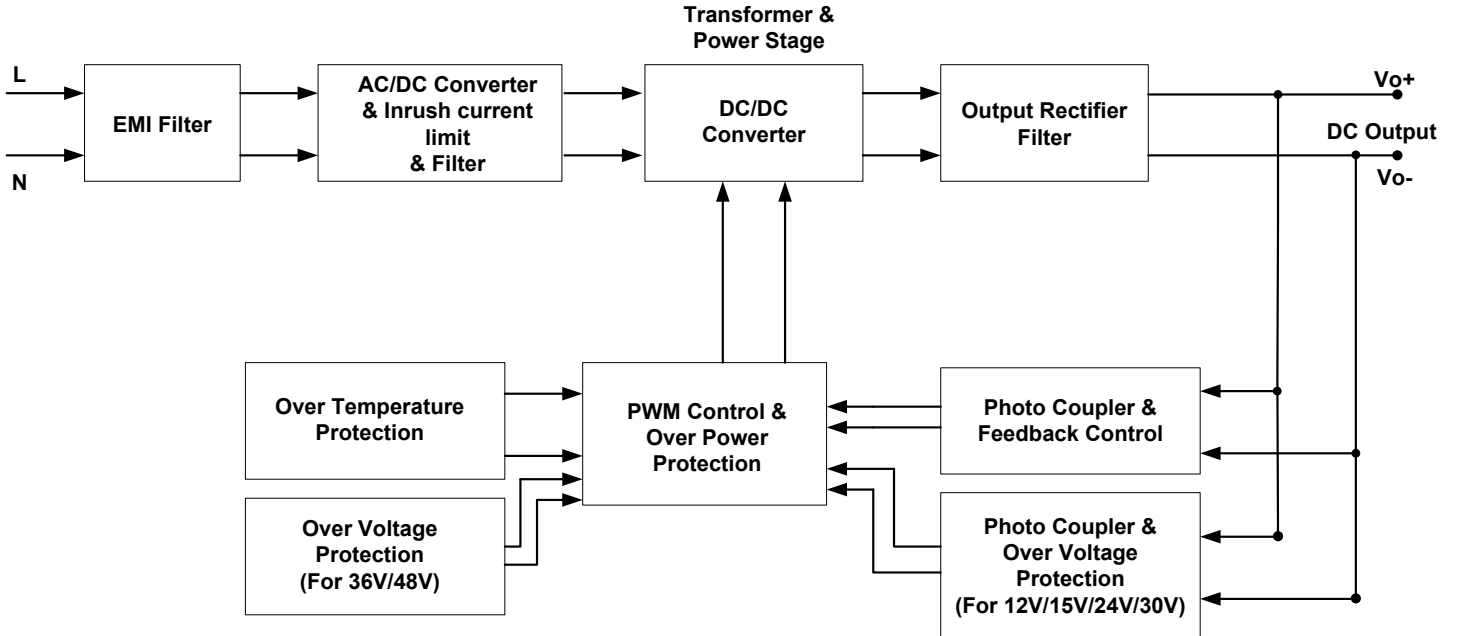 Transformer &
Power Stage
L
N
EMI Filter
AC/DC Converter
& Inrush current
limit
& Filter
DC/DC
Converter
Output Rectifier
Filter
Vo+
DC Output
Vo-
Over Temperature
Protection
PWM Control &
Over Power
Protection
Photo Coupler &
Feedback Control
Over Voltage
Protection
(For 36V/48V)
Photo Coupler &
Over Voltage
Protection
(For 12V/15V/24V/30V)